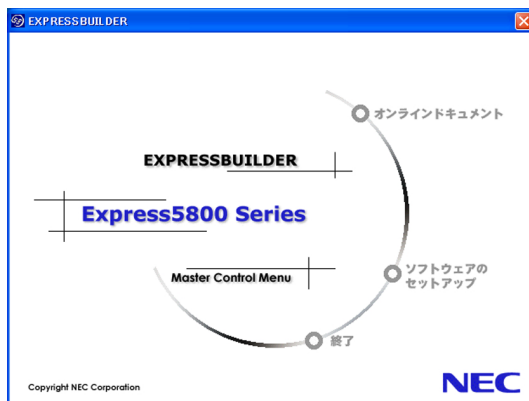 EXPRESSBUILDER
オンラインドキュメント
EXPRESSBUILDER
Express5800 Series
ソフトウェアの
セットアップ
Master Control Menu
終了
Copyright NEC Corporation
NEC